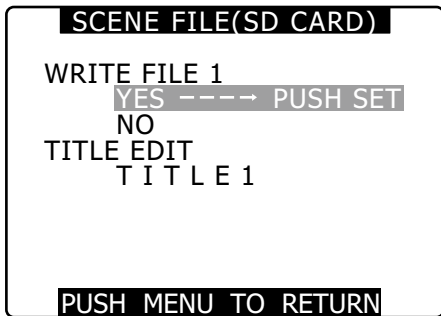 SCENE FILE(SD CARD)
WRITE FILE 1
YES ----→ PUSH SET
NO
TITLE EDIT
T I T L E 1
PUSH MENU TO RETURN